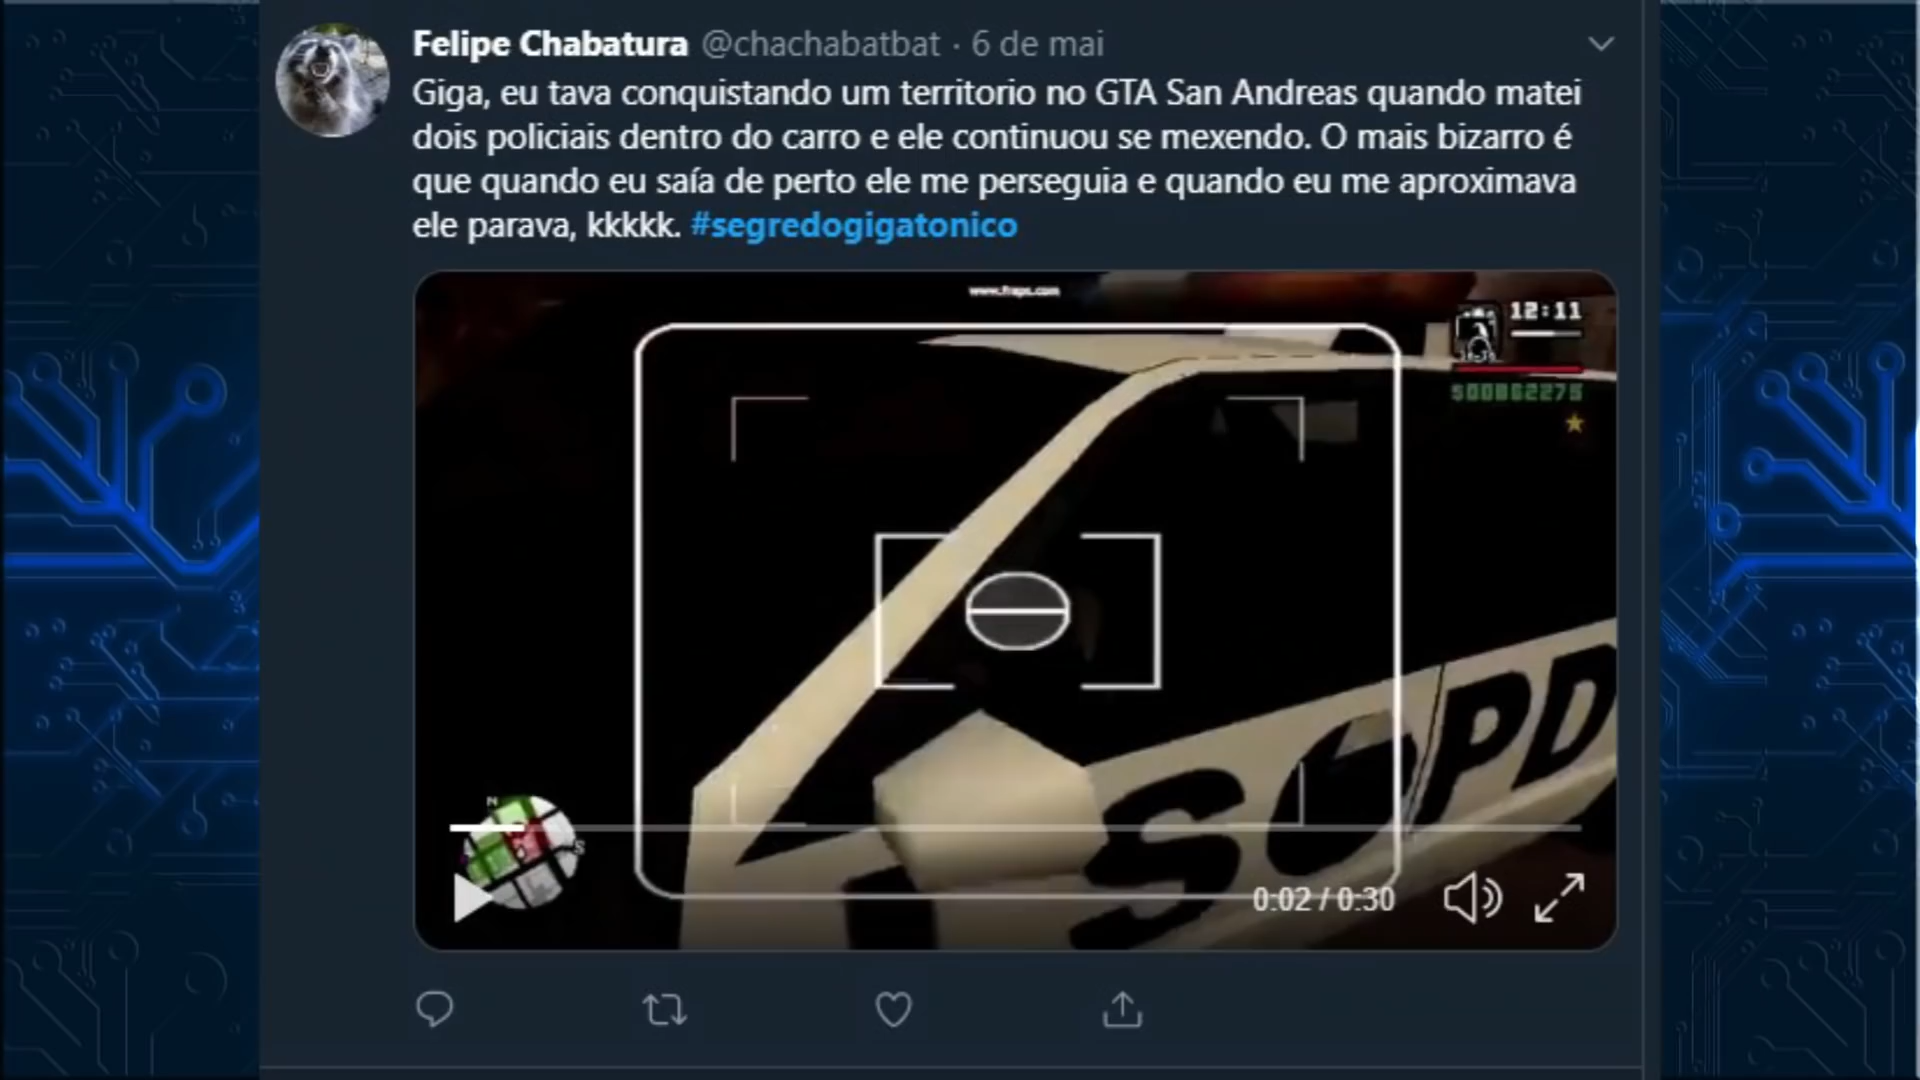 Felipe Chabatura @chachabatbat · 6 de mai
Giga, eu tava conquistando um territorio no GTA San Andreas quando matei
dois policiais dentro do carro e ele continuou se mexendo. O mais bizarro é
que quando eu saía de perto ele me perseguia e quando eu me aproximava
ele parava, kkkkk. #segredogigatonico
www.fraps.com
12:11
$00862275
N
S
SOPD
0:02 / 0:30